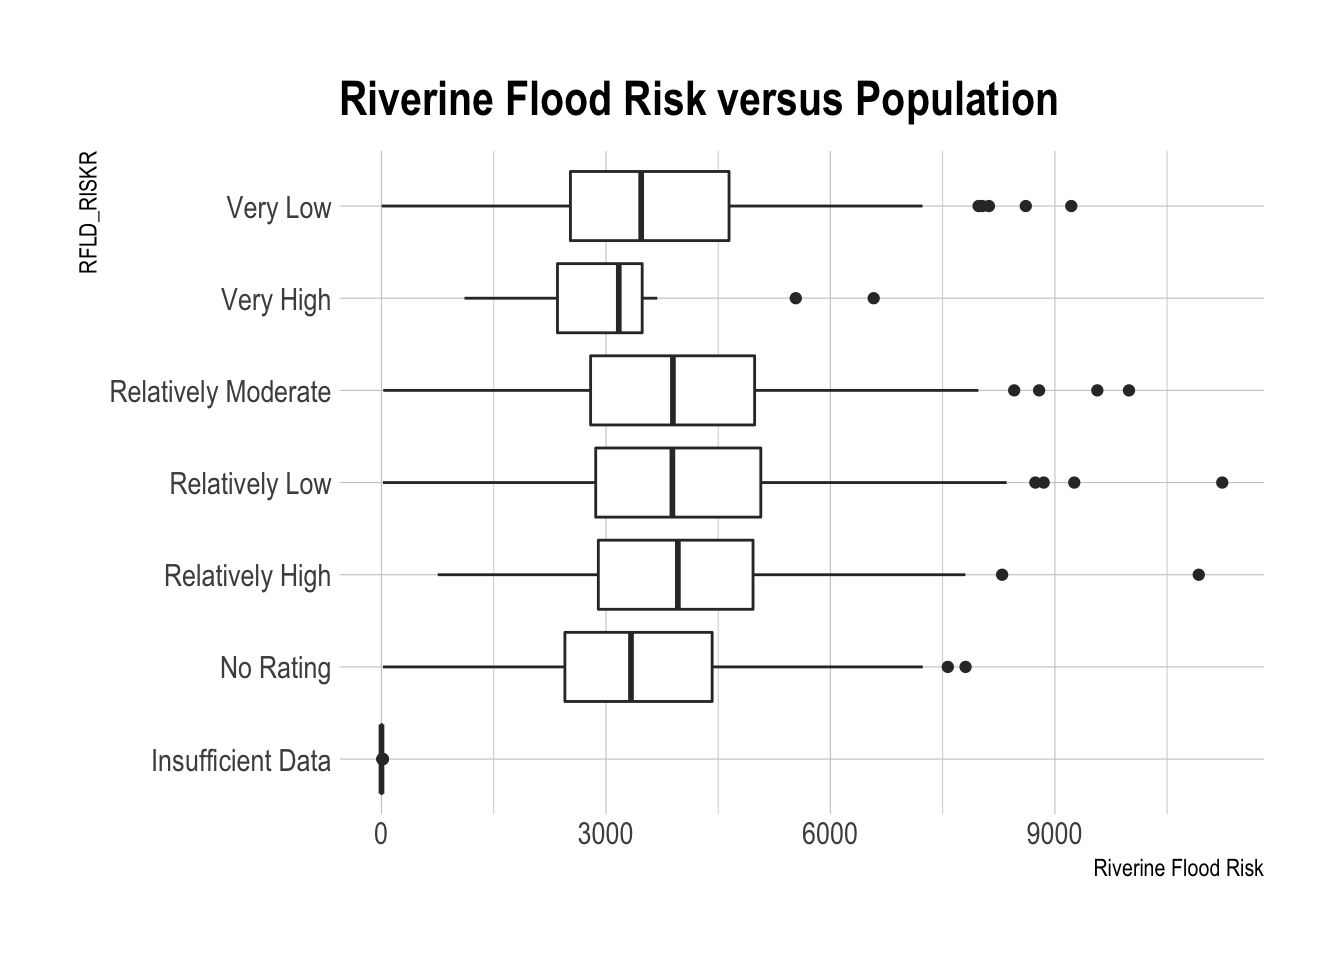 Riverine Flood Risk versus Population
RFLD_RISKR
Very Low
Very High
Relatively Moderate
Relatively Low
Relatively High
No Rating
Insufficient Data
0 3000 6000 9000
Riverine Flood Risk